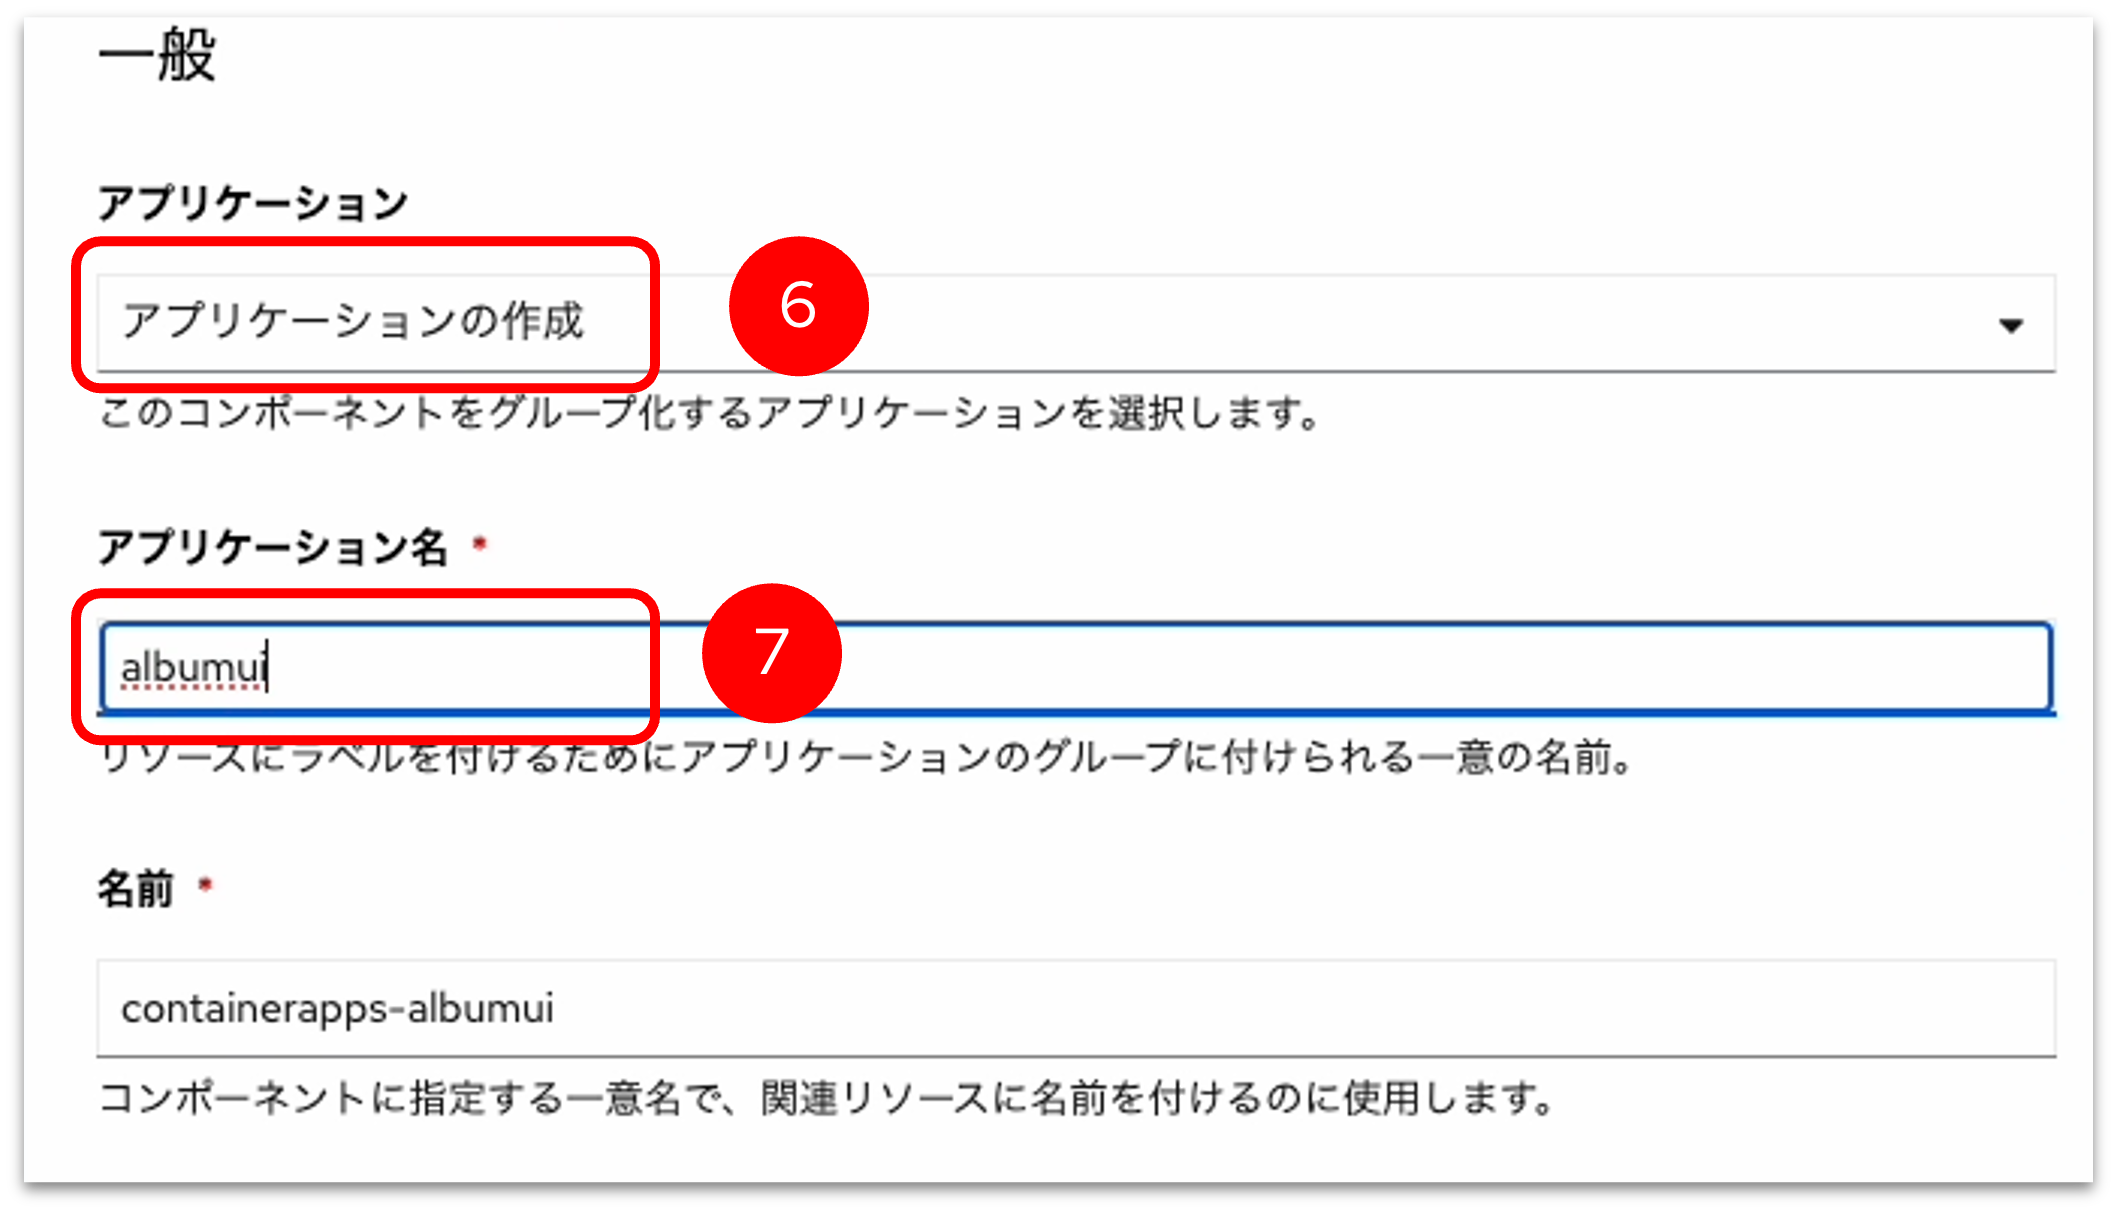 一般
アプリケーション
アプリケーションの作成
6
このコンポーネントをグループ化するアプリケーションを選択します。
アプリケーション名 *
albumui
7
リソースにラベルを付けるためにアプリケーションのグループに付けられる一意の名前。
名前 *
containerapps-albumui
コンポーネントに指定する一意名で、関連リソースに名前を付けるのに使用します。